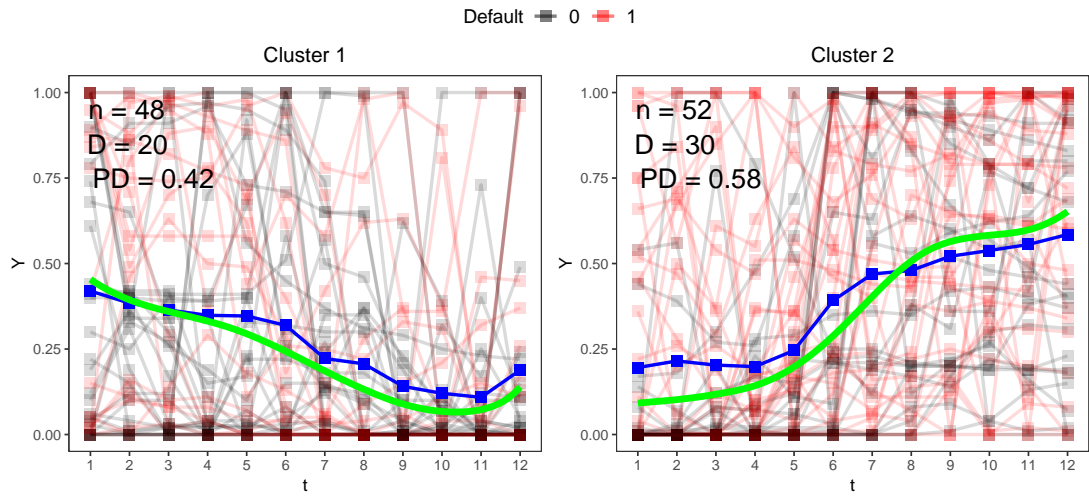 Default 0 1
Cluster 1
n = 48
D = 20
PD = 0.42
1.00
0.75
0.50
0.25
0.00
Y
1 2 3 4 5 6 7 8 9 10 11 12
t
Cluster 2
n = 52
D = 30
PD = 0.58
1.00
0.75
0.50
0.25
0.00
Y
1 2 3 4 5 6 7 8 9 10 11 12
t